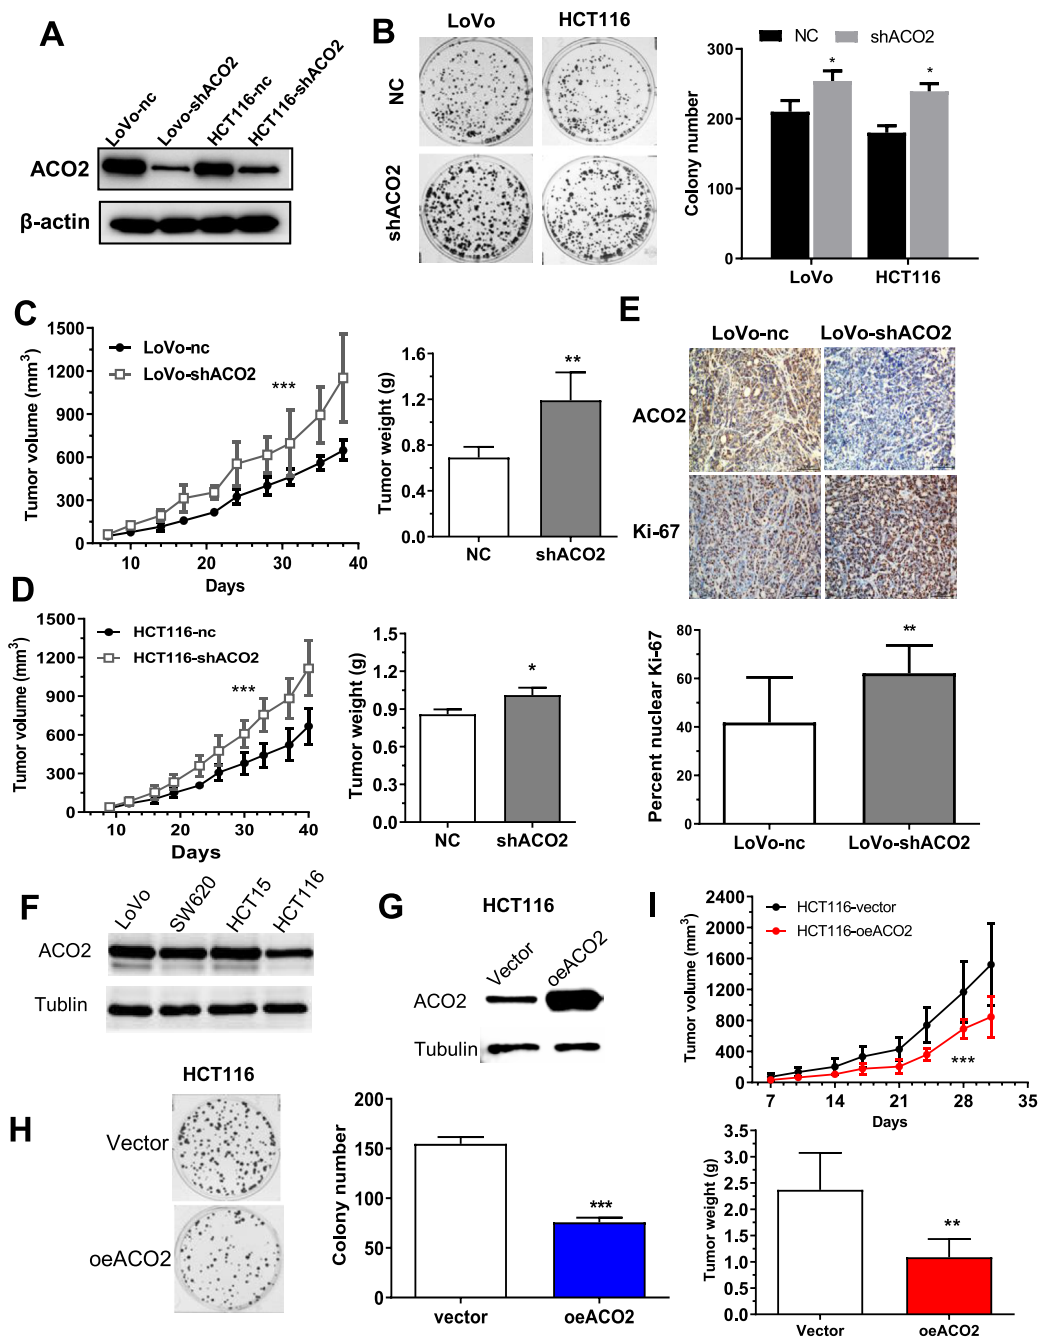 A
LoVo-nc
Lovo-shACO2
HCT116-nc
HCT116-shACO2
ACO2
β-actin
B
LoVo
HCT116
NC
shACO2
NC
shACO2
Colony number
300
200
100
0
*
*
LoVo
HCT116
C
LoVo-nc
LoVo-shACO2
Tumor volume (mm³)
1500
1200
900
600
300
0
***
10
15
20
25
30
35
40
Days
Tumor weight (g)
1.6
1.2
0.8
0.4
0.0
**
NC
shACO2
E
LoVo-nc
LoVo-shACO2
ACO2
Ki-67
Percent nuclear Ki-67
80
60
40
20
0
**
LoVo-nc
LoVo-shACO2
D
HCT116-nc
HCT116-shACO2
Tumor volume (mm³)
1500
1200
900
600
300
0
***
10
20
30
40
Days
Tumor weight (g)
1.5
1.2
0.9
0.6
0.3
0.0
*
NC
shACO2
F
LoVo
SW620
HCT15
HCT116
ACO2
Tublin
G
HCT116
Vector
oeACO2
ACO2
Tubulin
I
HCT116-vector
HCT116-oeACO2
Tumor volume (mm³)
2400
2000
1600
1200
800
400
0
***
7
14
21
28
35
Days
H
HCT116
Vector
oeACO2
Colony number
200
150
100
50
0
***
vector
oeACO2
Tumor weight (g)
3.5
3.0
2.5
2.0
1.5
1.0
0.5
0.0
**
Vector
oeACO2